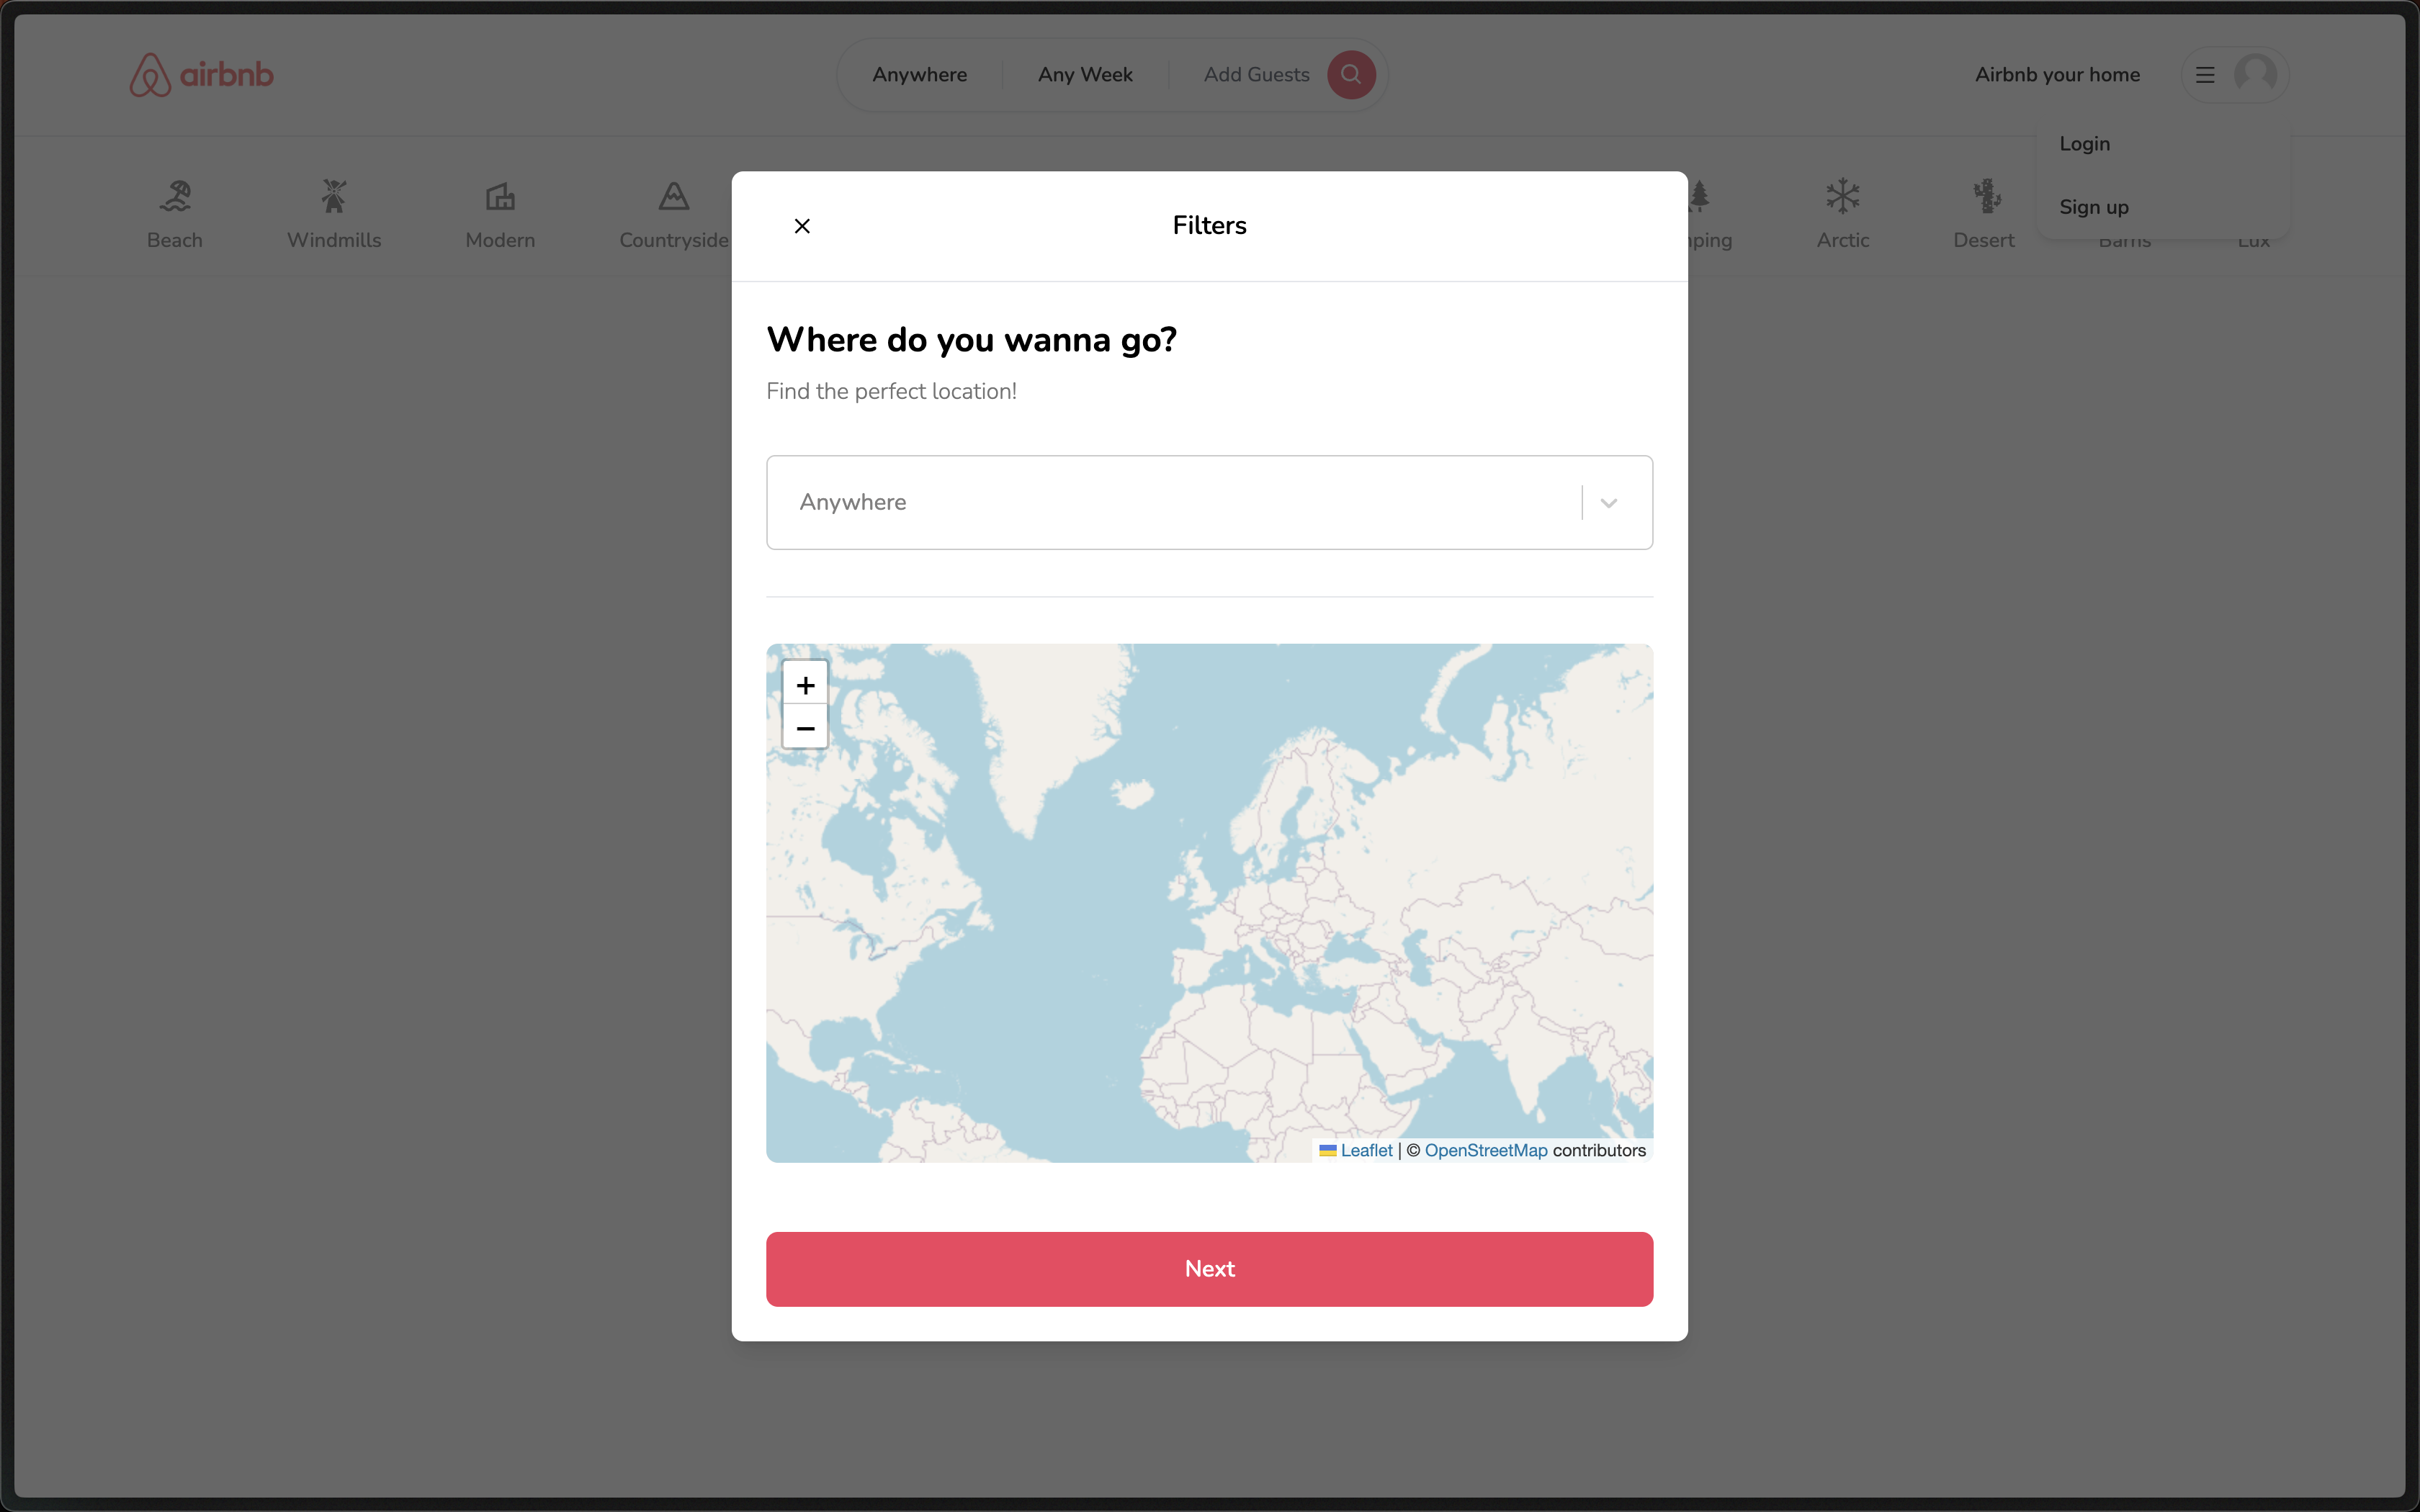 airbnb
Anywhere
Any Week
Add Guests
Airbnb your home
Login
Sign up
Beach
Windmills
Modern
Countryside
Arctic
Desert
Barns
Lux
Filters
Where do you wanna go?
Find the perfect location!
Anywhere
+
−
Leaflet | © OpenStreetMap contributors
Next